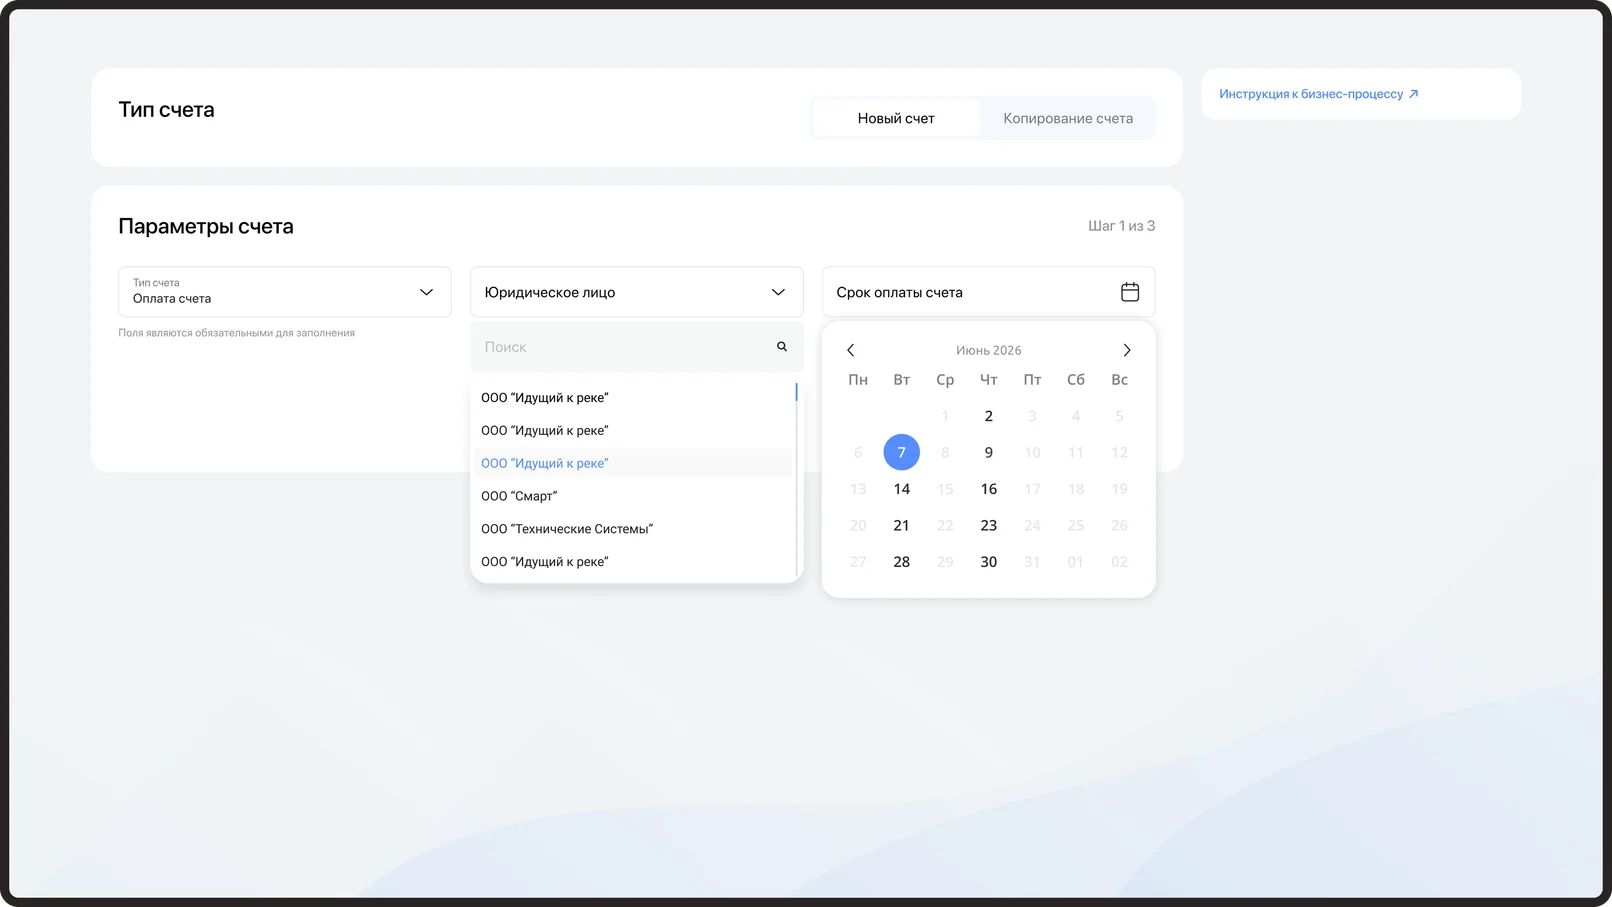 Тип счета
Новый счет
Копирование счета
Инструкция к бизнес-процессу ↗
Параметры счета
Шаг 1 из 3
Тип счета
Оплата счета
Юридическое лицо
Срок оплаты счета
Поля являются обязательными для заполнения
Поиск
ООО “Идущий к реке”
ООО “Идущий к реке”
ООО “Идущий к реке”
ООО “Смарт”
ООО “Технические Системы”
ООО “Идущий к реке”
Июнь 2026
Пн Вт Ср Чт Пт Сб Вс
1 2 3 4 5
6 7 8 9 10 11 12
13 14 15 16 17 18 19
20 21 22 23 24 25 26
27 28 29 30 31 01 02